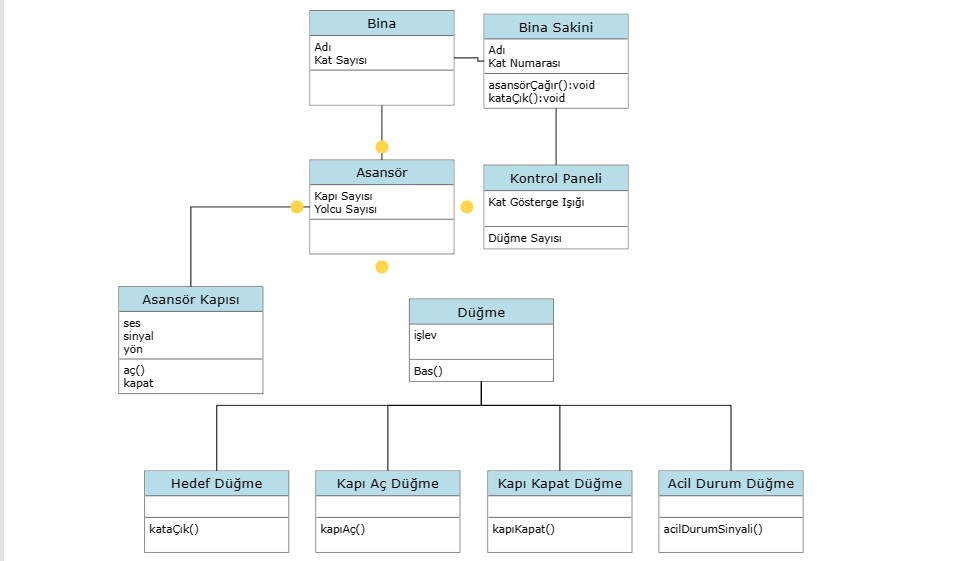 Bina
Adı
Kat Sayısı
Bina Sakini
Adı
Kat Numarası
asansörÇağır():void
kataÇık():void
Asansör
Kapı Sayısı
Yolcu Sayısı
Kontrol Paneli
Kat Gösterge Işığı
Düğme Sayısı
Asansör Kapısı
ses
sinyal
yön
aç()
kapat
Düğme
işlev
Bas()
Hedef Düğme
kataÇık()
Kapı Aç Düğme
kapıAç()
Kapı Kapat Düğme
kapıKapat()
Acil Durum Düğme
acilDurumSinyali()